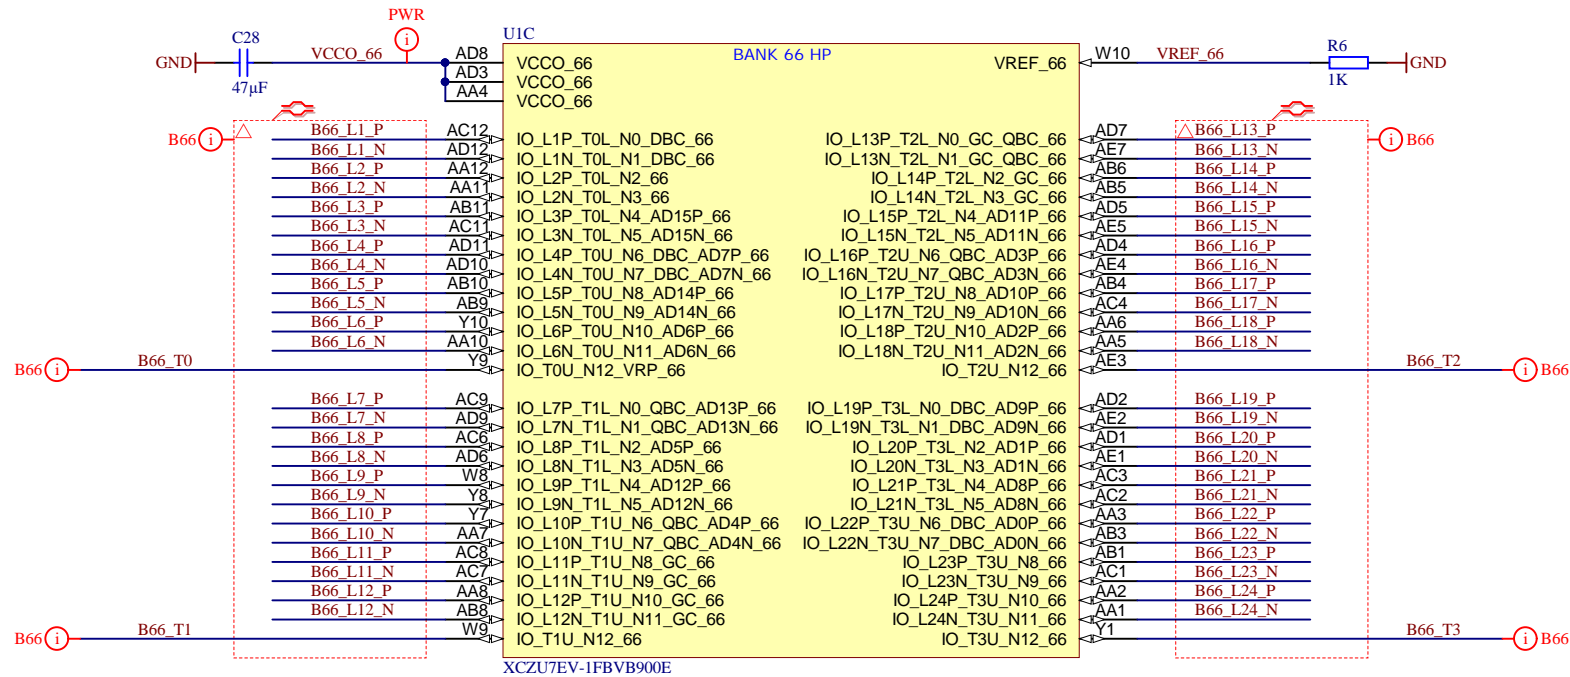 PWR
U1C
C28
GND
VCCO_66
47µF
AD8
AD3
AA4
VCCO_66
VCCO_66
VCCO_66
BANK 66 HP
VREF_66
W10
VREF_66
R6
1K
GND
B66
B66_L1_P AC12 IO_L1P_T0L_N0_DBC_66
B66_L1_N AD12 IO_L1N_T0L_N1_DBC_66
B66_L2_P AA12 IO_L2P_T0L_N2_66
B66_L2_N AA11 IO_L2N_T0L_N3_66
B66_L3_P AB11 IO_L3P_T0L_N4_AD15P_66
B66_L3_N AC11 IO_L3N_T0L_N5_AD15N_66
B66_L4_P AD11 IO_L4P_T0U_N6_DBC_AD7P_66
B66_L4_N AD10 IO_L4N_T0U_N7_DBC_AD7N_66
B66_L5_P AB10 IO_L5P_T0U_N8_AD14P_66
B66_L5_N AB9 IO_L5N_T0U_N9_AD14N_66
B66_L6_P Y10 IO_L6P_T0U_N10_AD6P_66
B66_L6_N AA10 IO_L6N_T0U_N11_AD6N_66
B66 B66_T0 Y9 IO_T0U_N12_VRP_66
B66_L7_P AC9 IO_L7P_T1L_N0_QBC_AD13P_66
B66_L7_N AD9 IO_L7N_T1L_N1_QBC_AD13N_66
B66_L8_P AC6 IO_L8P_T1L_N2_AD5P_66
B66_L8_N AD6 IO_L8N_T1L_N3_AD5N_66
B66_L9_P W8 IO_L9P_T1L_N4_AD12P_66
B66_L9_N Y8 IO_L9N_T1L_N5_AD12N_66
B66_L10_P Y7 IO_L10P_T1U_N6_QBC_AD4P_66
B66_L10_N AA7 IO_L10N_T1U_N7_QBC_AD4N_66
B66_L11_P AC8 IO_L11P_T1U_N8_GC_66
B66_L11_N AC7 IO_L11N_T1U_N9_GC_66
B66_L12_P AA8 IO_L12P_T1U_N10_GC_66
B66_L12_N AB8 IO_L12N_T1U_N11_GC_66
B66 B66_T1 W9 IO_T1U_N12_66
IO_L13P_T2L_N0_GC_QBC_66 AD7 B66_L13_P
B66
IO_L13N_T2L_N1_GC_QBC_66 AE7 B66_L13_N
IO_L14P_T2L_N2_GC_66 AB6 B66_L14_P
IO_L14N_T2L_N3_GC_66 AB5 B66_L14_N
IO_L15P_T2L_N4_AD11P_66 AD5 B66_L15_P
IO_L15N_T2L_N5_AD11N_66 AE5 B66_L15_N
IO_L16P_T2U_N6_QBC_AD3P_66 AD4 B66_L16_P
IO_L16N_T2U_N7_QBC_AD3N_66 AE4 B66_L16_N
IO_L17P_T2U_N8_AD10P_66 AB4 B66_L17_P
IO_L17N_T2U_N9_AD10N_66 AC4 B66_L17_N
IO_L18P_T2U_N10_AD2P_66 AA6 B66_L18_P
IO_L18N_T2U_N11_AD2N_66 AA5 B66_L18_N
IO_T2U_N12_66 AE3 B66_T2 B66
IO_L19P_T3L_N0_DBC_AD9P_66 AD2 B66_L19_P
IO_L19N_T3L_N1_DBC_AD9N_66 AE2 B66_L19_N
IO_L20P_T3L_N2_AD1P_66 AD1 B66_L20_P
IO_L20N_T3L_N3_AD1N_66 AE1 B66_L20_N
IO_L21P_T3L_N4_AD8P_66 AC3 B66_L21_P
IO_L21N_T3L_N5_AD8N_66 AC2 B66_L21_N
IO_L22P_T3U_N6_DBC_AD0P_66 AA3 B66_L22_P
IO_L22N_T3U_N7_DBC_AD0N_66 AB3 B66_L22_N
IO_L23P_T3U_N8_66 AB1 B66_L23_P
IO_L23N_T3U_N9_66 AC1 B66_L23_N
IO_L24P_T3U_N10_66 AA2 B66_L24_P
IO_L24N_T3U_N11_66 AA1 B66_L24_N
IO_T3U_N12_66 Y1 B66_T3 B66
XCZU7EV-1FBVB900E